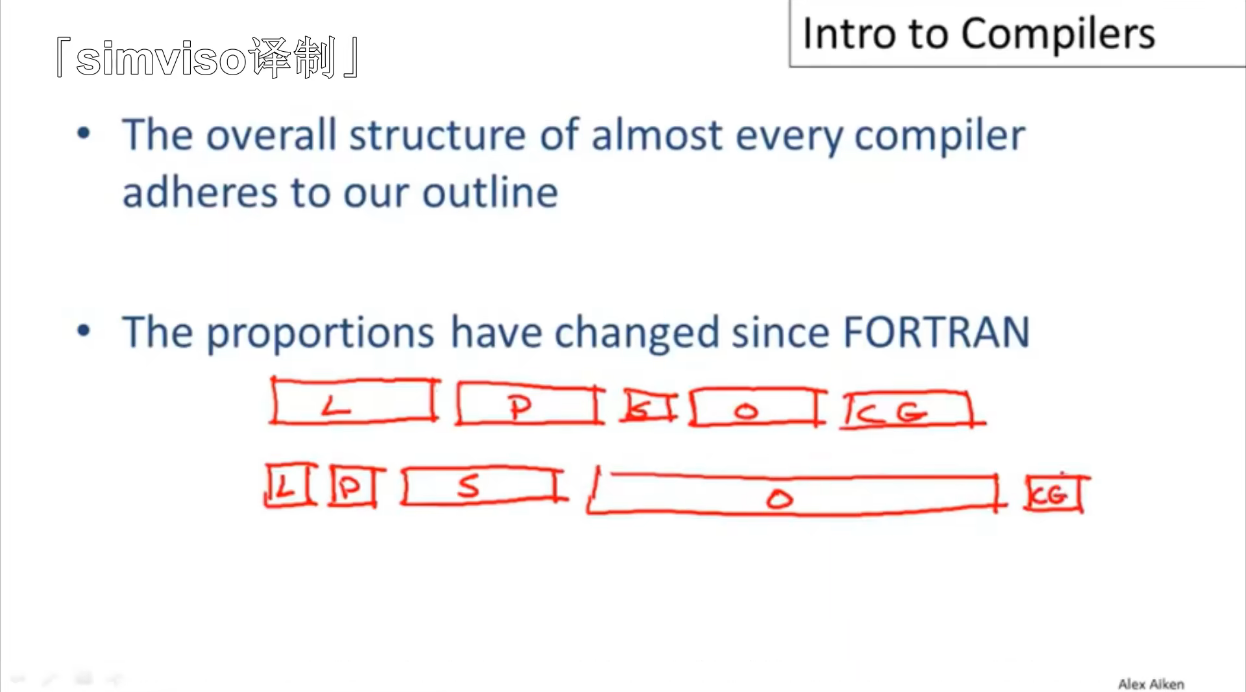 「simviso译制」
Intro to Compilers
• The overall structure of almost every compiler
adheres to our outline
• The proportions have changed since FORTRAN
L P S O CG
L P S O CG
Alex Aiken